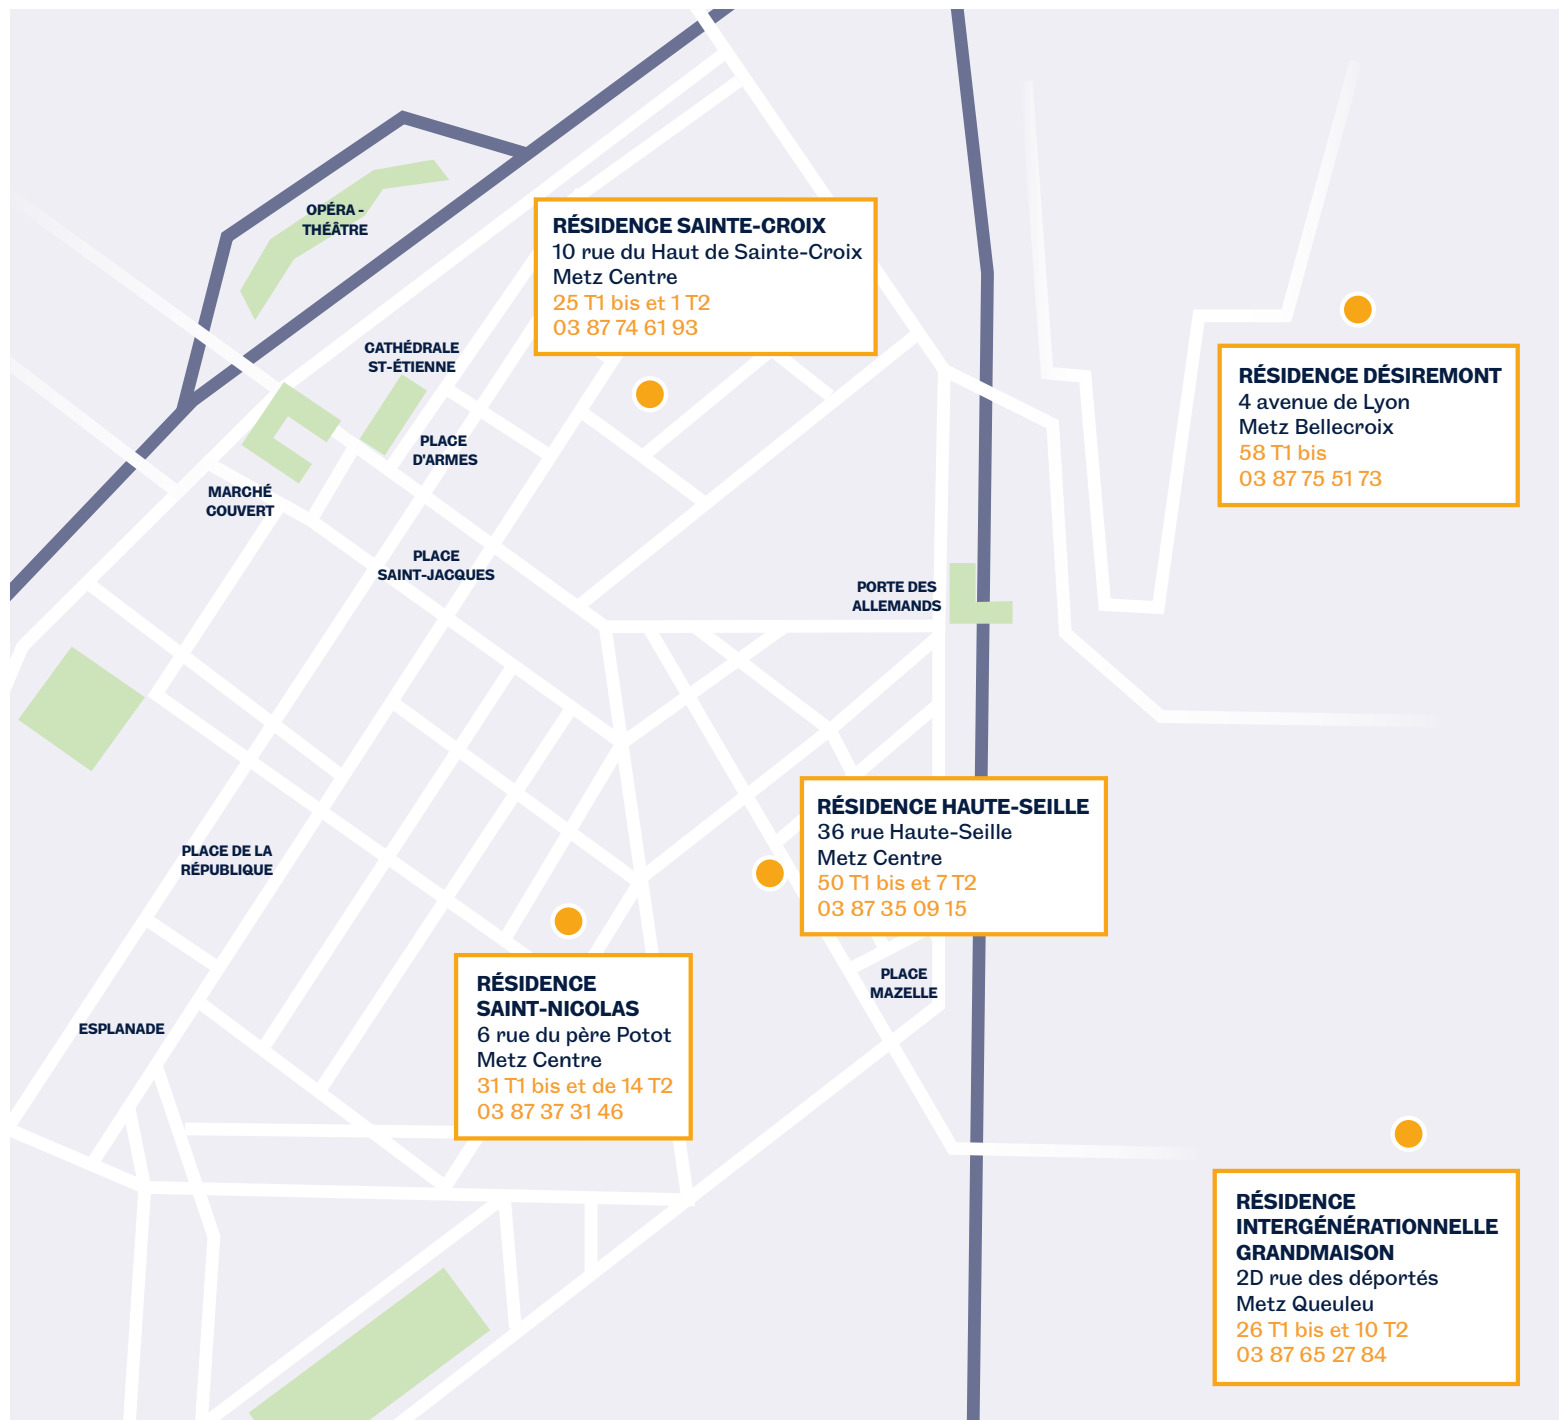 OPÉRA -
THÉÂTRE
RÉSIDENCE SAINTE-CROIX
10 rue du Haut de Sainte-Croix
Metz Centre
25 T1 bis et 1 T2
03 87 74 61 93
CATHÉDRALE
ST-ÉTIENNE
RÉSIDENCE DÉSIREMONT
4 avenue de Lyon
Metz Bellecroix
58 T1 bis
03 87 75 51 73
PLACE
D'ARMES
MARCHÉ
COUVERT
PLACE
SAINT-JACQUES
PORTE DES
ALLEMANDS
RÉSIDENCE HAUTE-SEILLE
36 rue Haute-Seille
Metz Centre
50 T1 bis et 7 T2
03 87 35 09 15
PLACE DE LA
RÉPUBLIQUE
PLACE
MAZELLE
RÉSIDENCE
SAINT-NICOLAS
6 rue du père Potot
Metz Centre
31 T1 bis et de 14 T2
03 87 37 31 46
ESPLANADE
RÉSIDENCE
INTERGÉNÉRATIONNELLE
GRANDMAISON
2D rue des déportés
Metz Queuleu
26 T1 bis et 10 T2
03 87 65 27 84